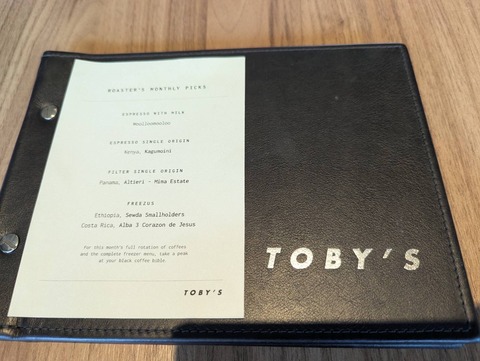 ROASTER'S MONTHLY PICKS
ESPRESSO WITH MILK
Woolloomooloo
ESPRESSO SINGLE ORIGIN
Kenya, Kagumoini
FILTER SINGLE ORIGIN
Panama, Altieri - Mima Estate
FREEZUS
Ethiopia, Sewda Smallholders
Costa Rica, Alba 3 Corazon de Jesus
For this month's full rotation of coffees
and the complete freezer menu, take a peak
at your black coffee bible.
TOBY'S
TOBY'S